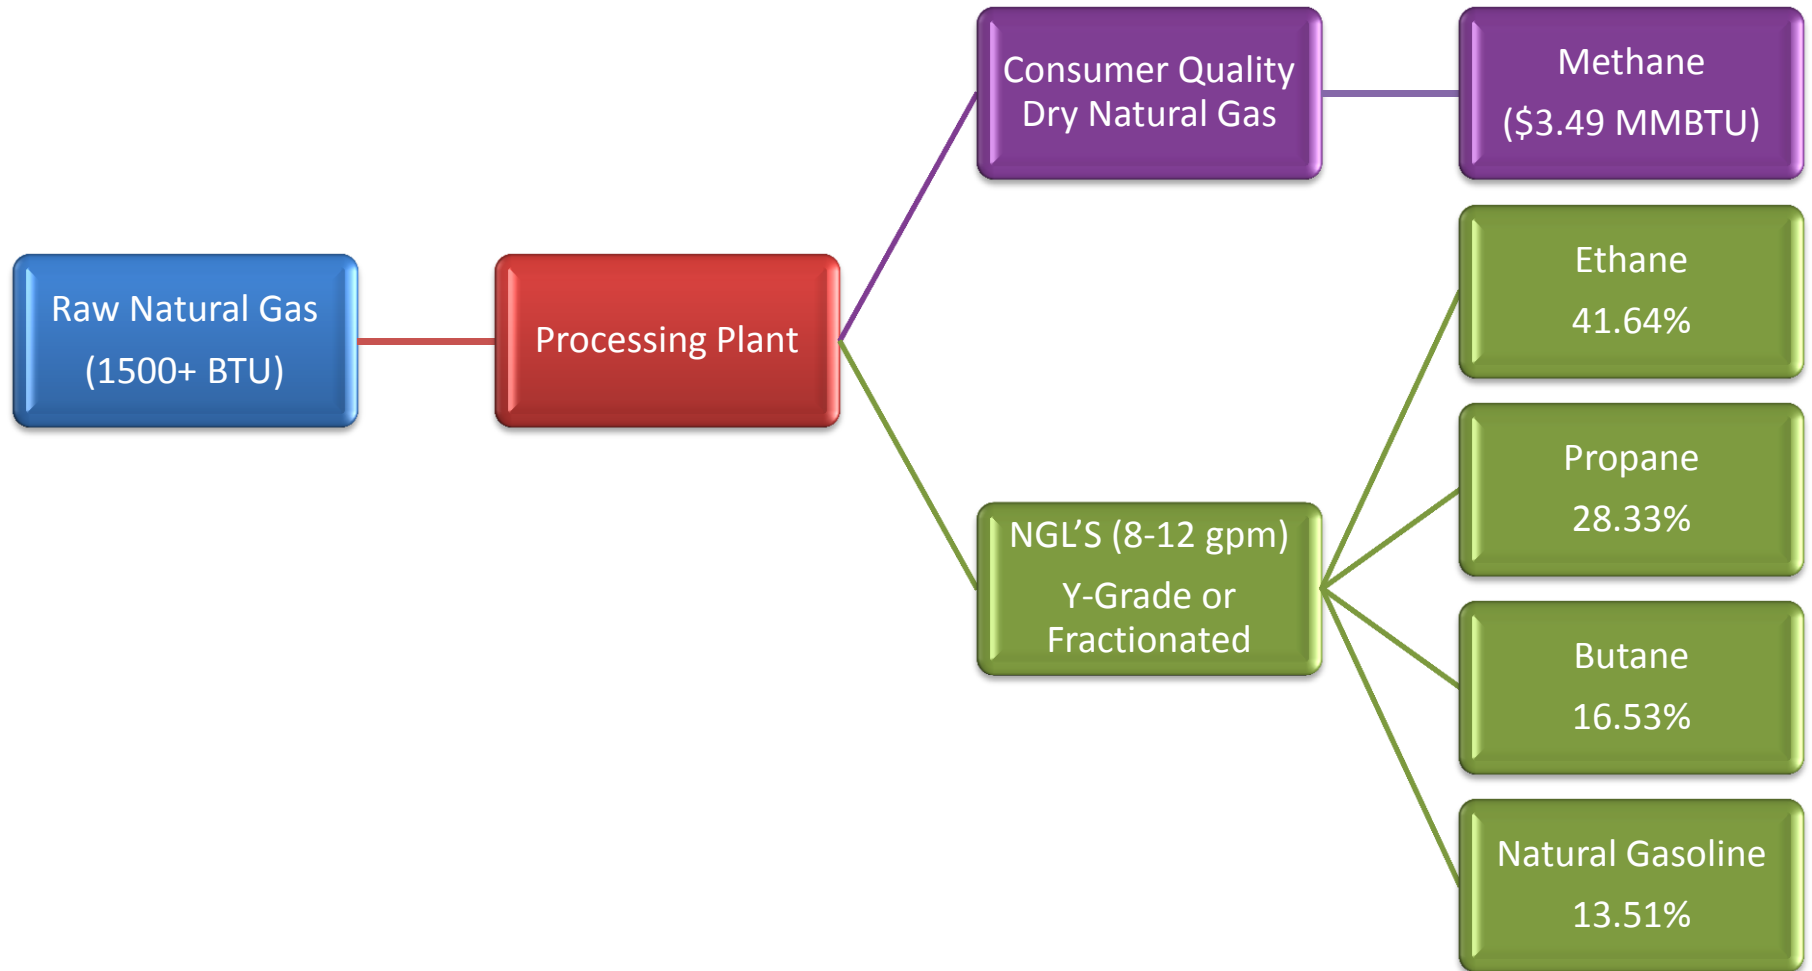 Raw Natural Gas
(1500+ BTU)
Processing Plant
Consumer Quality
Dry Natural Gas
Methane
($3.49 MMBTU)
NGL’S (8-12 gpm)
Y-Grade or
Fractionated
Ethane
41.64%
Propane
28.33%
Butane
16.53%
Natural Gasoline
13.51%